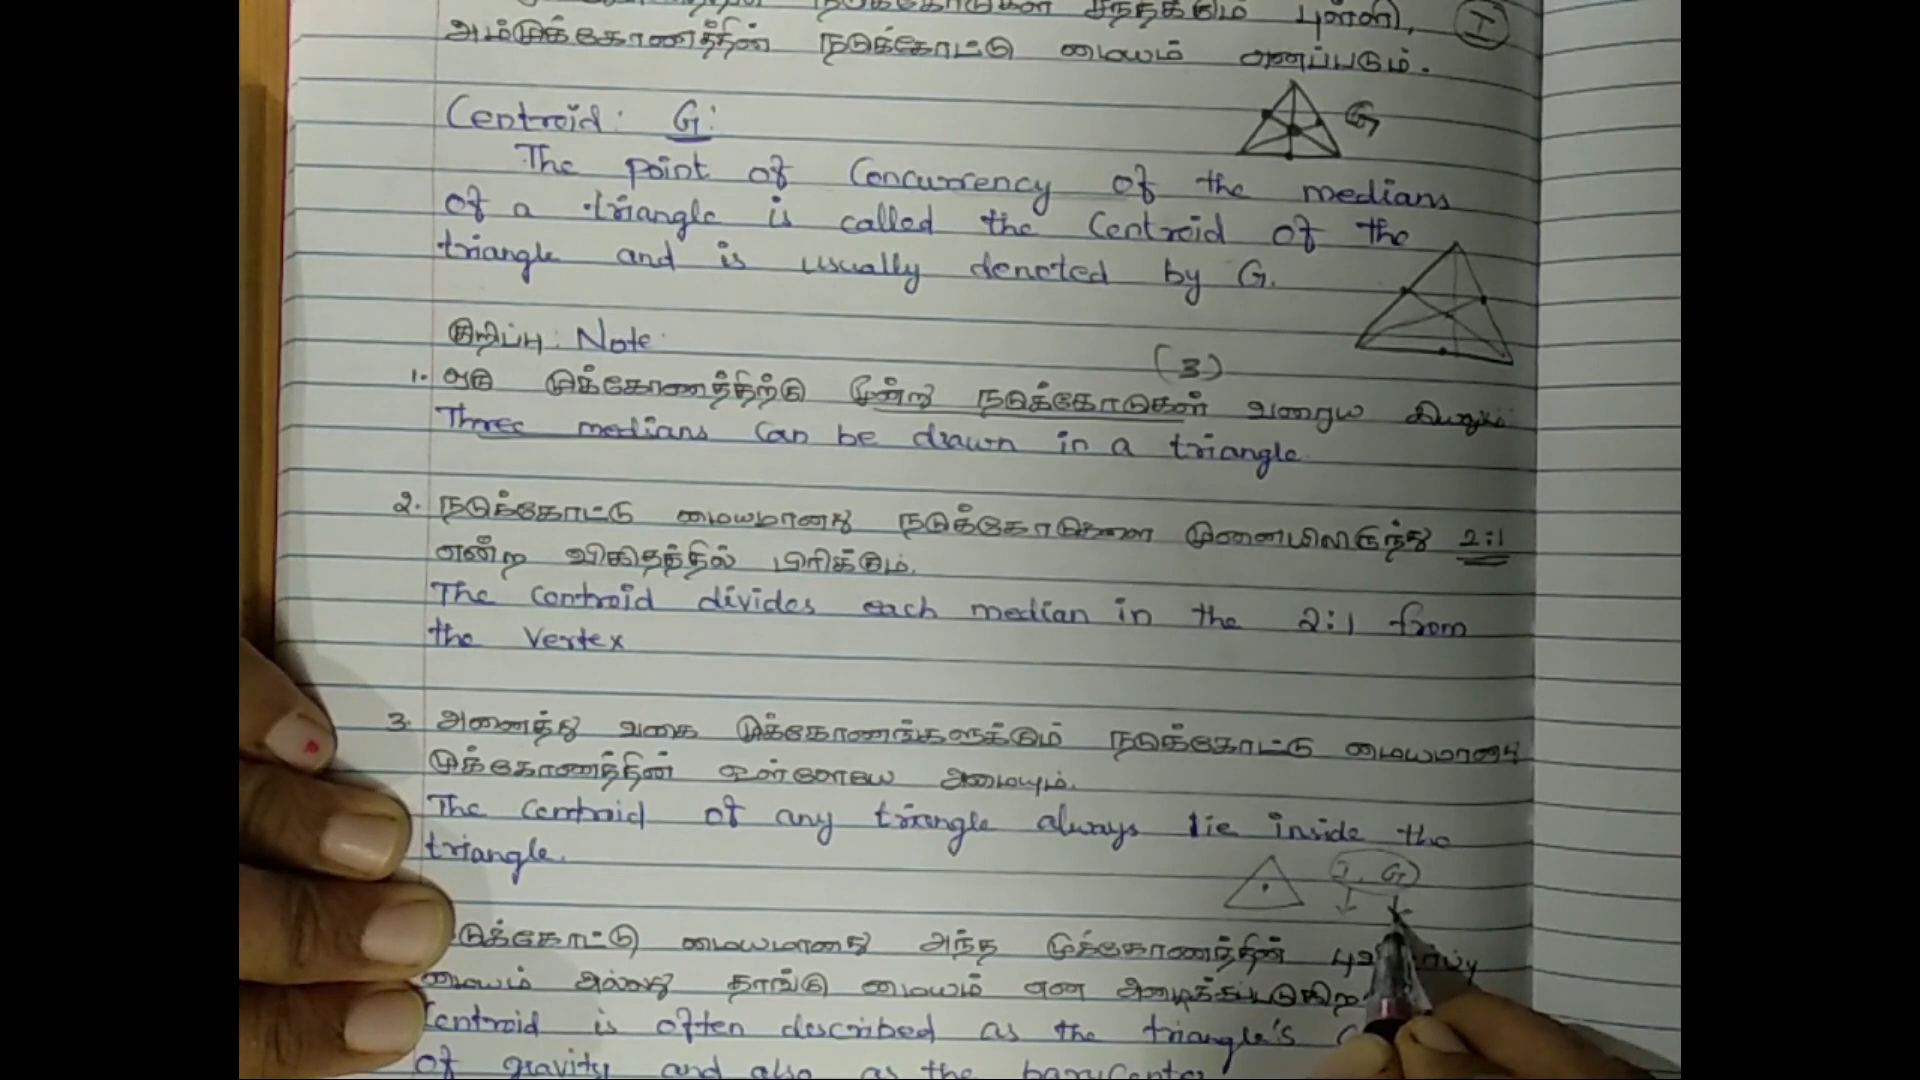 நடுக்கோடுகள் சந்திக்கும் புள்ளி,
I
அம்முக்கோணத்தின் நடுக்கோட்டு மையம் எனப்படும்.
Centroid: G:
G
The point of Concurrency of the medians
of a triangle is called the Centroid of the
triangle and is usually denoted by G.
குறிப்பு: Note:
(3)
1. ஒரு முக்கோணத்திற்கு மூன்று நடுக்கோடுகள் வரைய இயலும்
Three medians Can be drawn in a triangle.
2. நடுக்கோட்டு மையமானது நடுக்கோடுகளை முனையிலிருந்து 2:1
என்ற விகிதத்தில் பிரிக்கும்.
The centroid divides each median in the 2:1 from
the vertex
3. அனைத்து வகை முக்கோணங்களுக்கும் நடுக்கோட்டு மையமானது
முக்கோணத்தின் உள்ளேயே அமையும்.
The centroid of any triangle always lie inside the
triangle.
I, G
டுக்கோட்டு மையமானது அந்த முக்கோணத்தின்
மையம் அல்லது தாங்கு மையம் என
Centroid is often described as the triangle's
of gravity and also as the barycenter